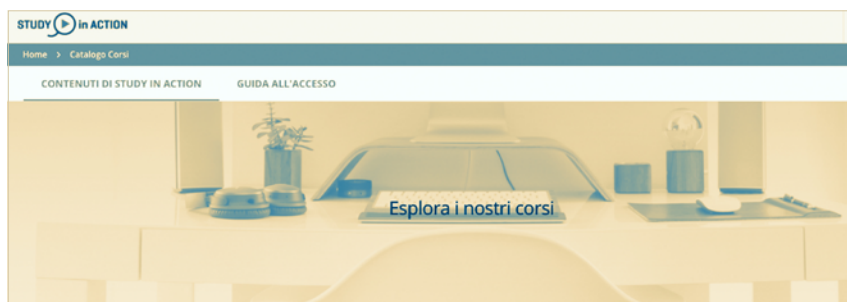 STUDY in ACTION
Home > Catalogo Corsi
CONTENUTI DI STUDY IN ACTION GUIDA ALL'ACCESSO
Esplora i nostri corsi